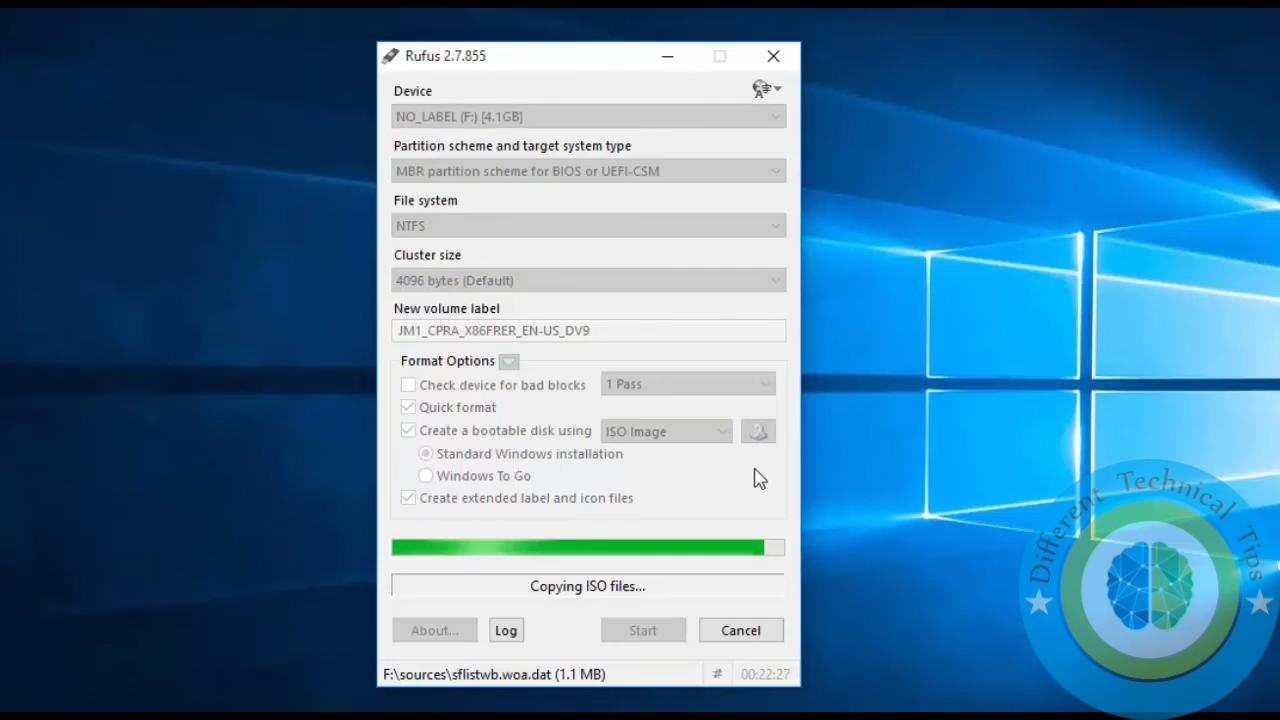 Rufus 2.7.855
Device
NO_LABEL (F:) [4.1GB]
Partition scheme and target system type
MBR partition scheme for BIOS or UEFI-CSM
File system
NTFS
Cluster size
4096 bytes (Default)
New volume label
JM1_CPRA_X86FRER_EN-US_DV9
Format Options
Check device for bad blocks 1 Pass
Quick format
Create a bootable disk using ISO Image
Standard Windows installation
Windows To Go
Create extended label and icon files
Copying ISO files...
About... Log Start Cancel
F:\sources\sflistwb.woa.dat (1.1 MB) # 00:22:27
Different Technical Tips